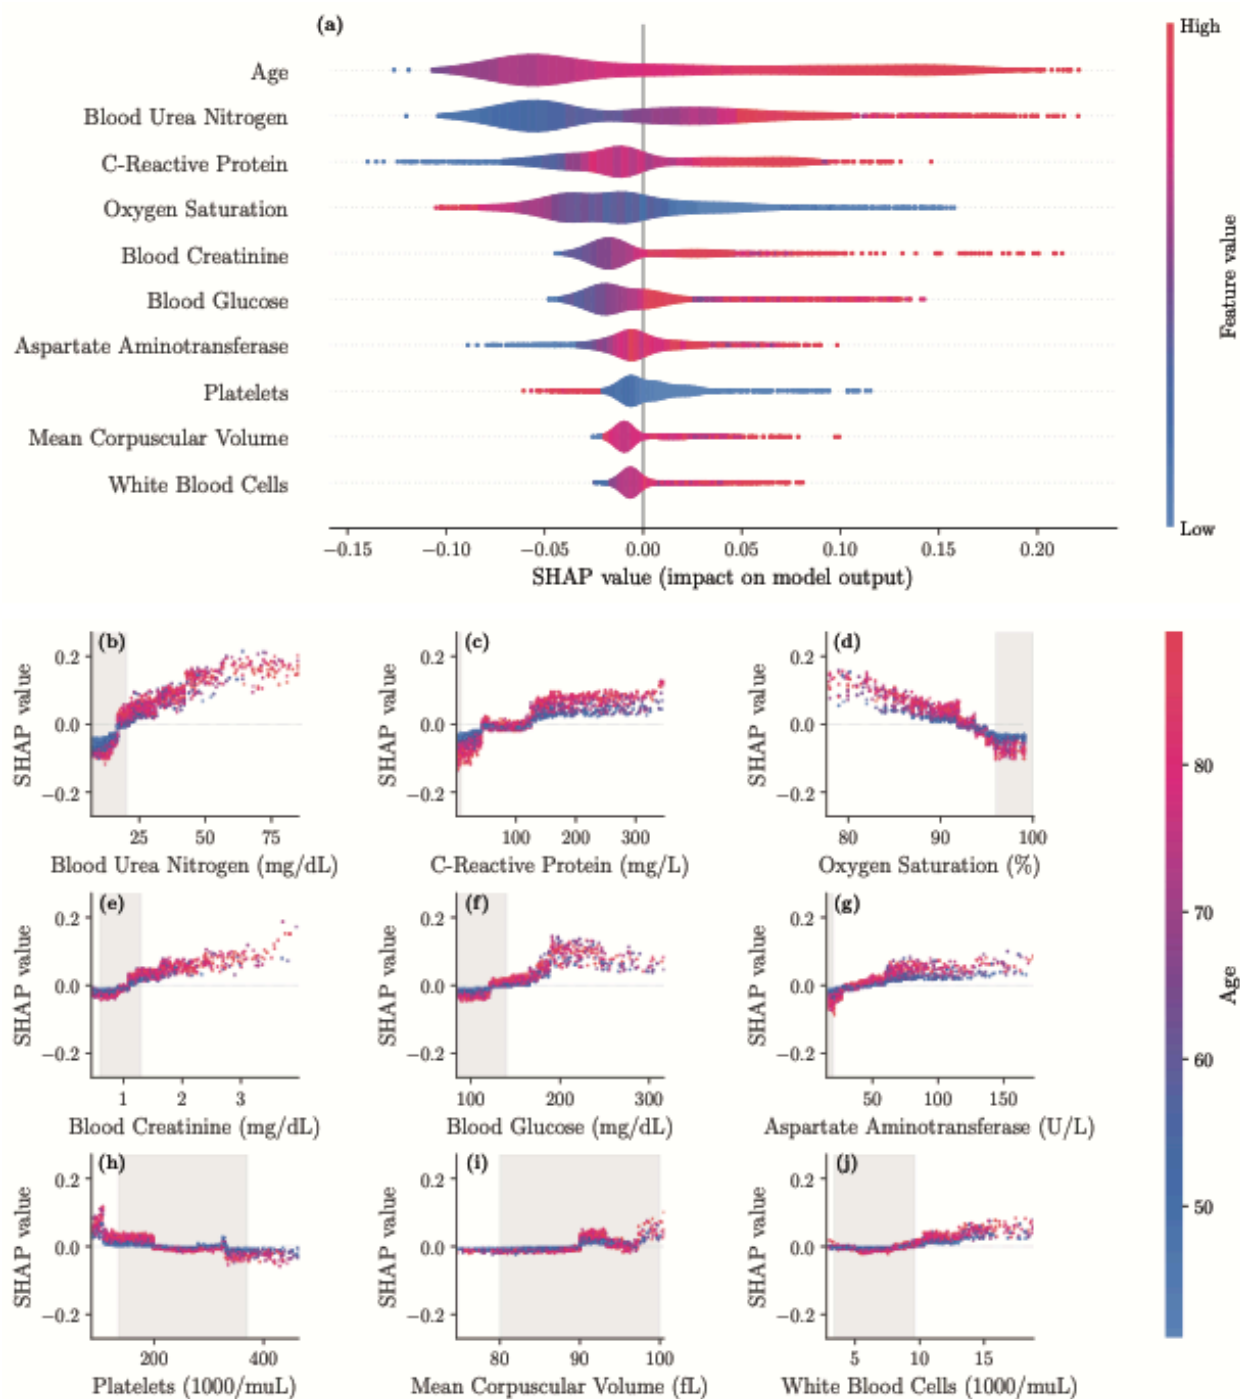 (a)
High
Age
Blood Urea Nitrogen
C-Reactive Protein
Oxygen Saturation
Blood Creatinine
Blood Glucose
Aspartate Aminotransferase
Platelets
Mean Corpuscular Volume
White Blood Cells
Feature value
Low
−0.15 −0.10 −0.05 0.00 0.05 0.10 0.15 0.20
SHAP value (impact on model output)
(b) (c) (d)
SHAP value SHAP value SHAP value
0.2 0.2 0.2
0.0 0.0 0.0
−0.2 −0.2 −0.2
25 50 75 100 200 300 80 90 100
Blood Urea Nitrogen (mg/dL) C-Reactive Protein (mg/L) Oxygen Saturation (%)
(e) (f) (g)
SHAP value SHAP value SHAP value
0.2 0.2 0.2
0.0 0.0 0.0
−0.2 −0.2 −0.2
1 2 3 100 200 300 50 100 150
Blood Creatinine (mg/dL) Blood Glucose (mg/dL) Aspartate Aminotransferase (U/L)
(h) (i) (j)
SHAP value SHAP value SHAP value
0.2 0.2 0.2
0.0 0.0 0.0
−0.2 −0.2 −0.2
200 400 80 90 100 5 10 15
Platelets (1000/muL) Mean Corpuscular Volume (fL) White Blood Cells (1000/muL)
80
70
Age
60
50